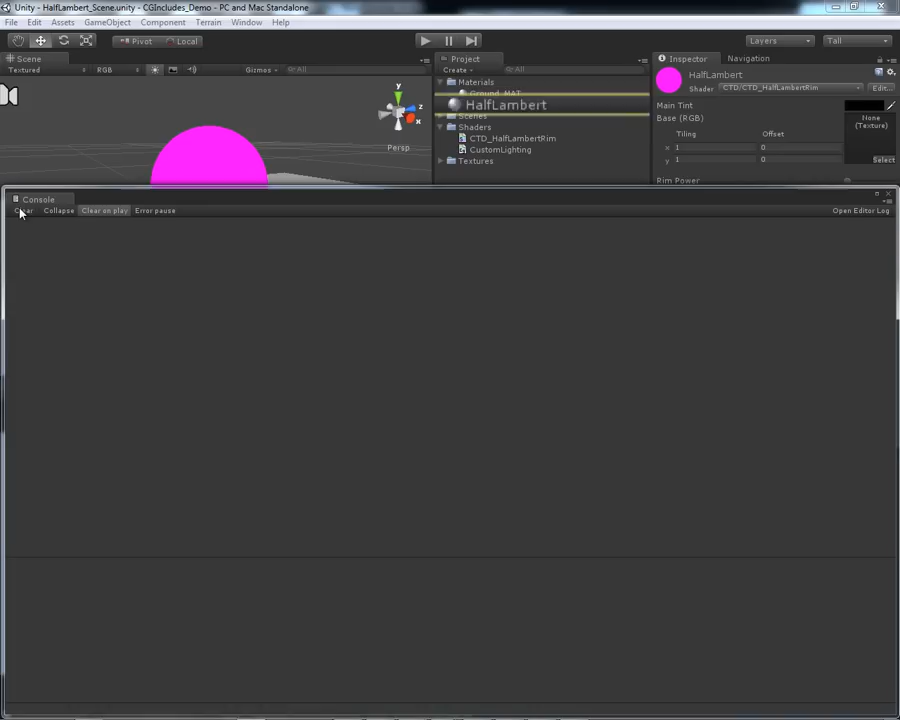 Unity - HalfLambert_Scene.unity - CGIncludes_Demo - PC and Mac Standalone
File Edit Assets GameObject Component Terrain Window Help
Pivot Local Layers Tall
Scene Project Inspector Navigation
Textured RGB Gizmos All Create All
HalfLambert
Shader CTD/CTD_HalfLambertRim Edit...
Materials
Ground_MAT
HalfLambert
Scenes
Shaders
CTD_HalfLambertRim
CustomLighting
Textures
y
z
x
Persp
Main Tint
Base (RGB)
None
(Texture)
Tiling Offset
x 1 0
y 1 0
Select
Rim Power
Console
Clear Collapse Clear on play Error pause Open Editor Log